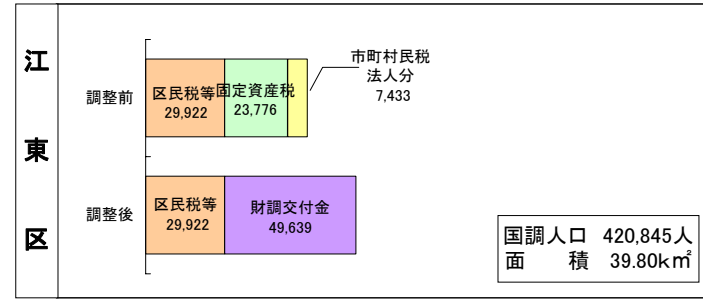 江東区
市町村民税
法人分
7,433
調整前
区民税等
29,922
固定資産税
23,776
調整後
区民税等
29,922
財調交付金
49,639
国調人口 420,845人
面 積 39.80k㎡